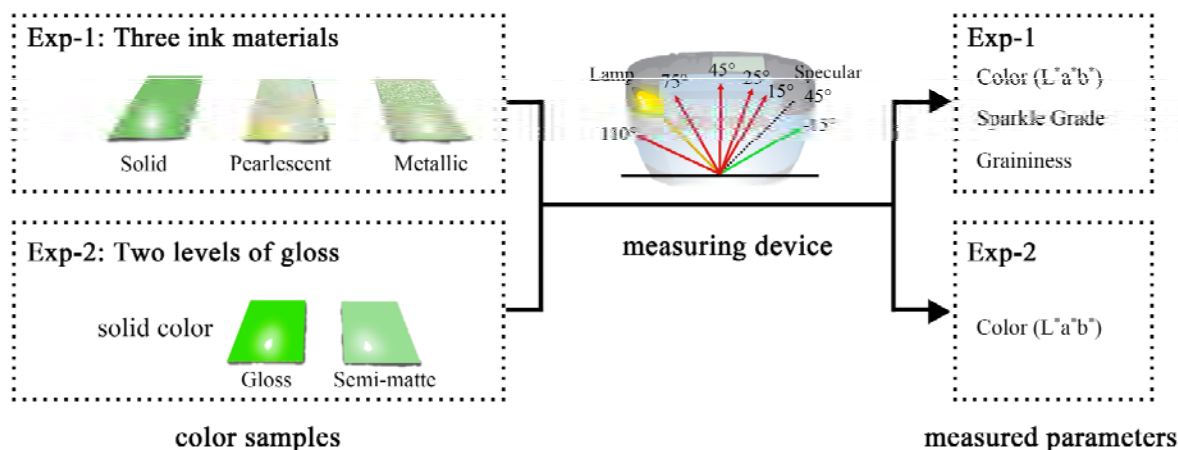 Exp-1: Three ink materials
Solid
Pearlescent
Metallic
Exp-2: Two levels of gloss
solid color
Gloss
Semi-matte
color samples
Lamp
Specular
110°
75°
45°
25°
15°
45°
-15°
measuring device
Exp-1
Color (L*a*b*)
Sparkle Grade
Graininess
Exp-2
Color (L*a*b*)
measured parameters